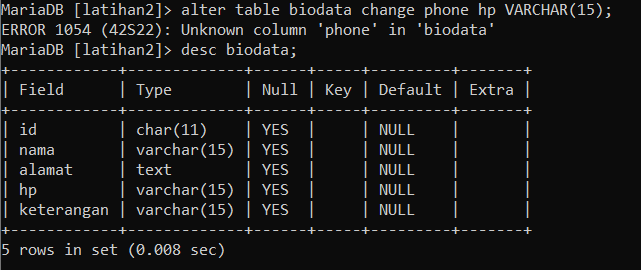 MariaDB [latihan2]> alter table biodata change phone hp VARCHAR(15);
ERROR 1054 (42S22): Unknown column 'phone' in 'biodata'
MariaDB [latihan2]> desc biodata;
+------------+-------------+------+-----+---------+-------+
| Field      | Type        | Null | Key | Default | Extra |
+------------+-------------+------+-----+---------+-------+
| id         | char(11)    | YES  |     | NULL    |       |
| nama       | varchar(15) | YES  |     | NULL    |       |
| alamat     | text        | YES  |     | NULL    |       |
| hp         | varchar(15) | YES  |     | NULL    |       |
| keterangan | varchar(15) | YES  |     | NULL    |       |
+------------+-------------+------+-----+---------+-------+
5 rows in set (0.008 sec)